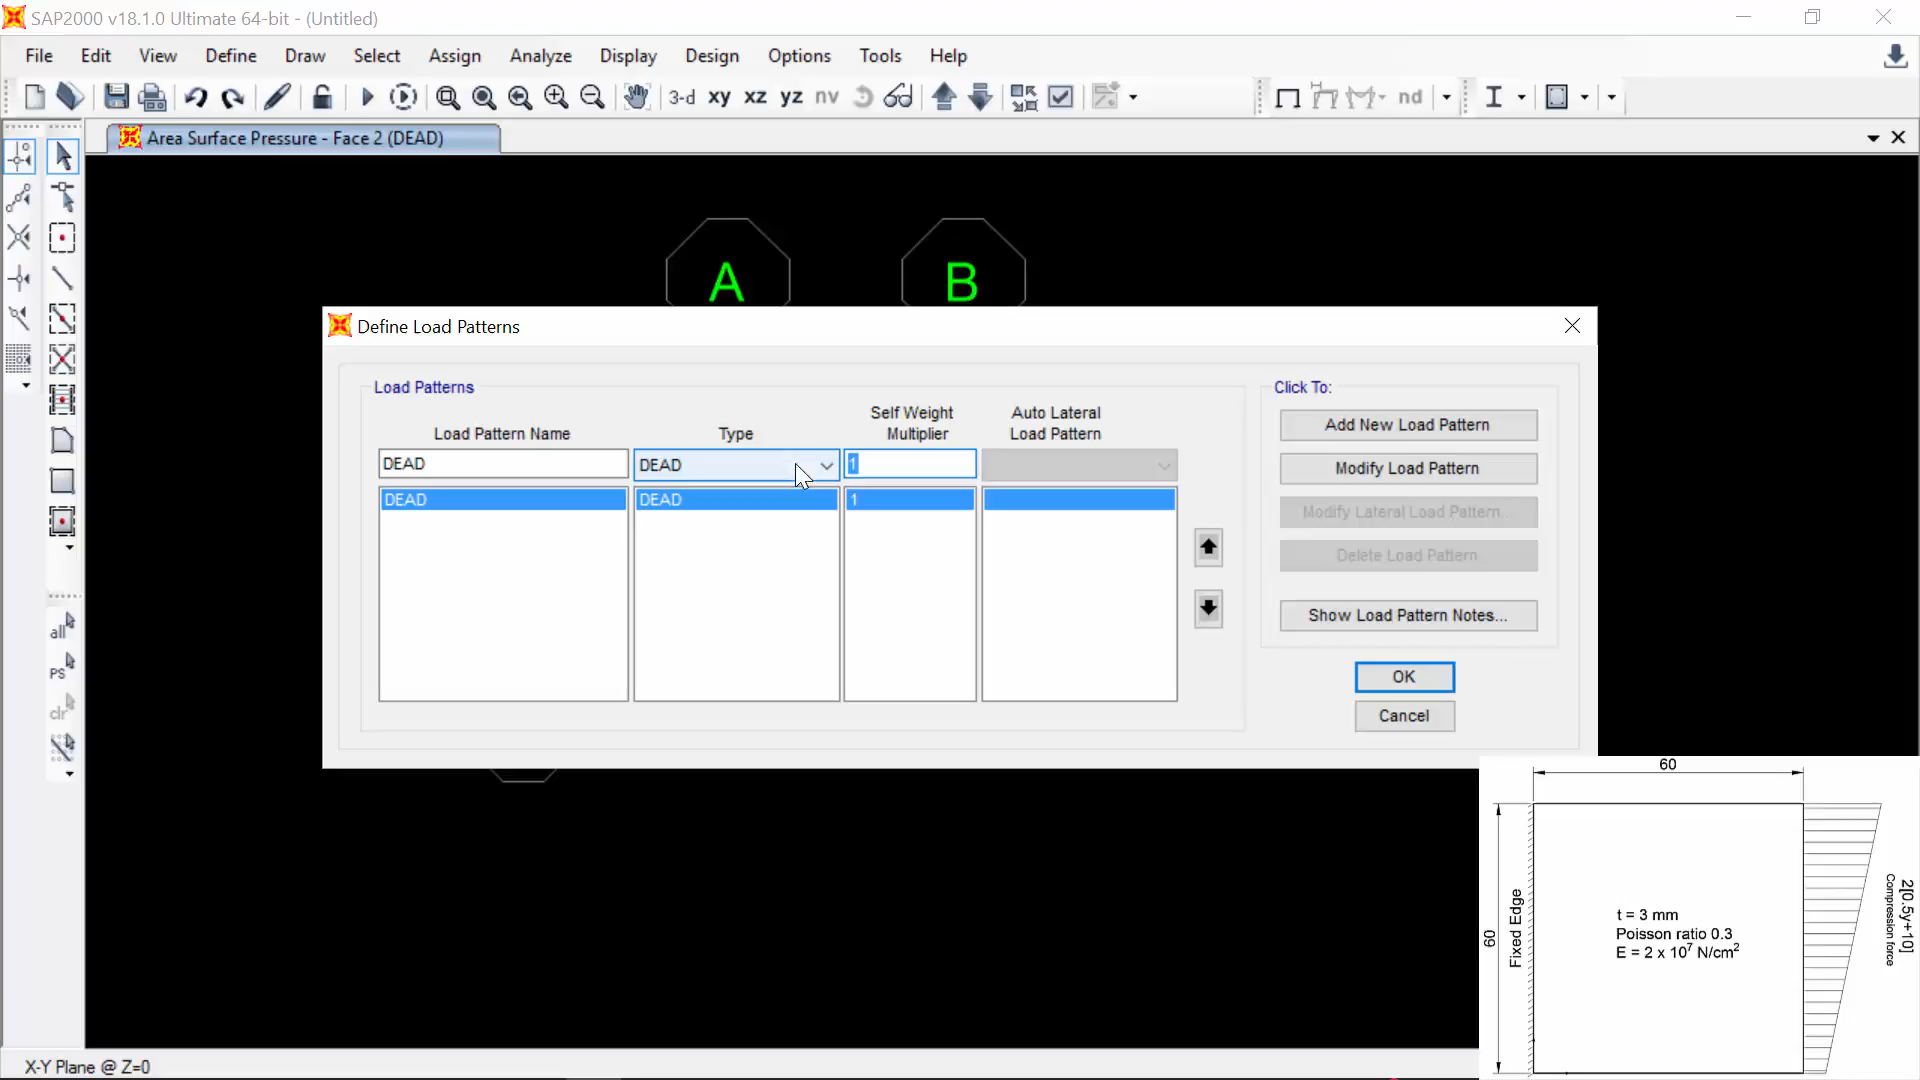 SAP2000 v18.1.0 Ultimate 64-bit - (Untitled)
File Edit View Define Draw Select Assign Analyze Display Design Options Tools Help
3-d xy xz yz nv nd
Area Surface Pressure - Face 2 (DEAD)
A B
Define Load Patterns
Load Patterns
Click To:
Load Pattern Name
Type
Self Weight
Multiplier
Auto Lateral
Load Pattern
DEAD DEAD 1
DEAD DEAD 1
Add New Load Pattern
Modify Load Pattern
Modify Lateral Load Pattern...
Delete Load Pattern
Show Load Pattern Notes...
OK
Cancel
all
PS
clr
60
60
Fixed Edge
t = 3 mm
Poisson ratio 0.3
E = 2 x 10⁷ N/cm²
2[0.5y+10]
Compression force
X-Y Plane @ Z=0